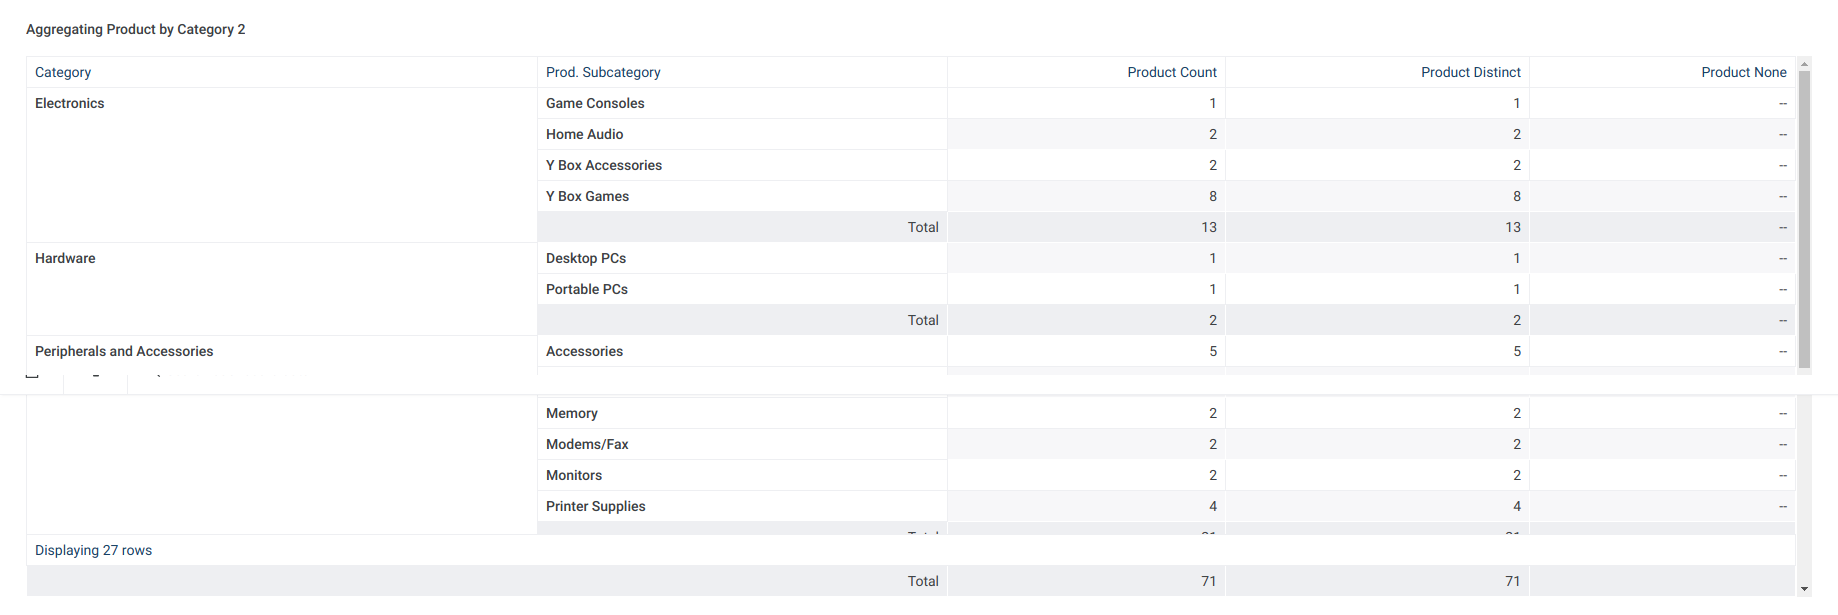 Aggregating Product by Category 2
Category Prod. Subcategory Product Count Product Distinct Product None
Electronics Game Consoles 1 1 --
Home Audio 2 2 --
Y Box Accessories 2 2 --
Y Box Games 8 8 --
Total 13 13 --
Hardware Desktop PCs 1 1 --
Portable PCs 1 1 --
Total 2 2 --
Peripherals and Accessories Accessories 5 5 --
Memory 2 2 --
Modems/Fax 2 2 --
Monitors 2 2 --
Printer Supplies 4 4 --
Displaying 27 rows
Total 71 71